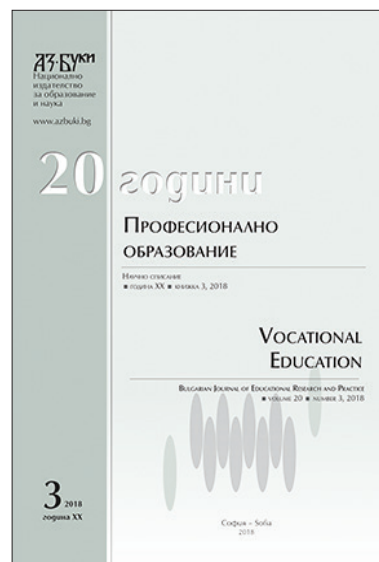 АЗ·БУКИ
Национално
издателство
за образование
и наука
www.azbuki.bg
20 години
Професионално
образование
Научно списание
▪ година XX ▪ книжка 3, 2018
Vocational
Education
Bulgarian Journal of Educational Research and Practice
▪ volume 20 ▪ number 3, 2018
3 2018
година XX
София – Sofia
2018